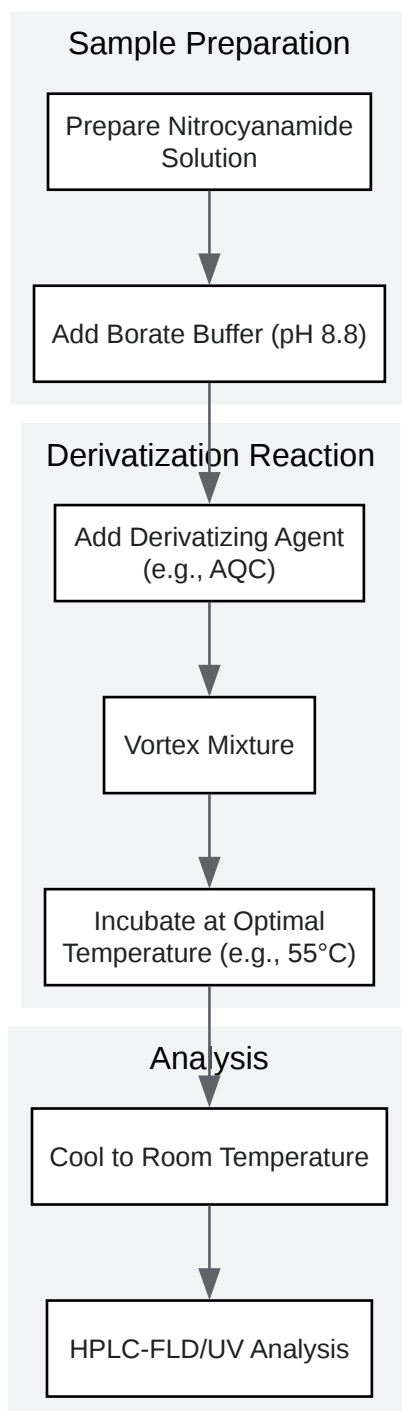 Sample Preparation
Prepare Nitrocyanamide
Solution
Add Borate Buffer (pH 8.8)
Derivatization Reaction
Add Derivatizing Agent
(e.g., AQC)
Vortex Mixture
Incubate at Optimal
Temperature (e.g., 55°C)
Analysis
Cool to Room Temperature
HPLC-FLD/UV Analysis